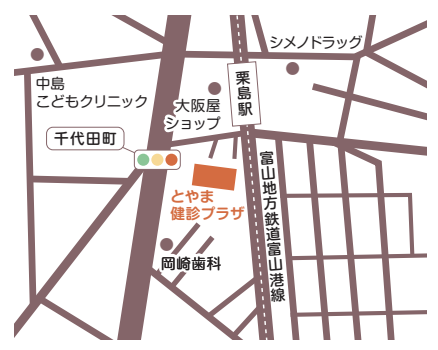 シメノドラッグ
栗島駅
中島
こどもクリニック
大阪屋
ショップ
千代田町
とやま
健診プラザ
富山地方鉄道富山港線
岡崎歯科